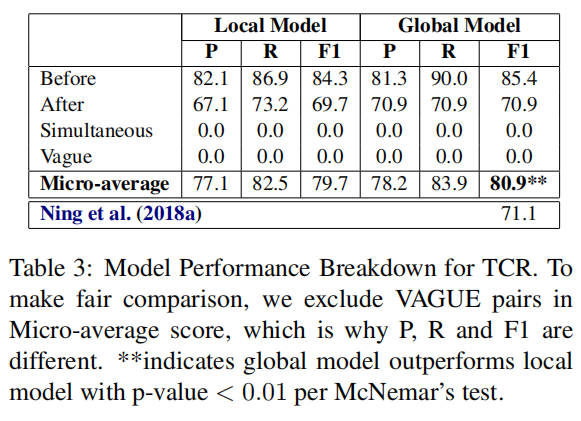 Local Model Global Model
P R F1 P R F1
Before 82.1 86.9 84.3 81.3 90.0 85.4
After 67.1 73.2 69.7 70.9 70.9 70.9
Simultaneous 0.0 0.0 0.0 0.0 0.0 0.0
Vague 0.0 0.0 0.0 0.0 0.0 0.0
Micro-average 77.1 82.5 79.7 78.2 83.9 80.9**
Ning et al. (2018a) 71.1
Table 3: Model Performance Breakdown for TCR. To
make fair comparison, we exclude VAGUE pairs in
Micro-average score, which is why P, R and F1 are
different. **indicates global model outperforms local
model with p-value < 0.01 per McNemar's test.